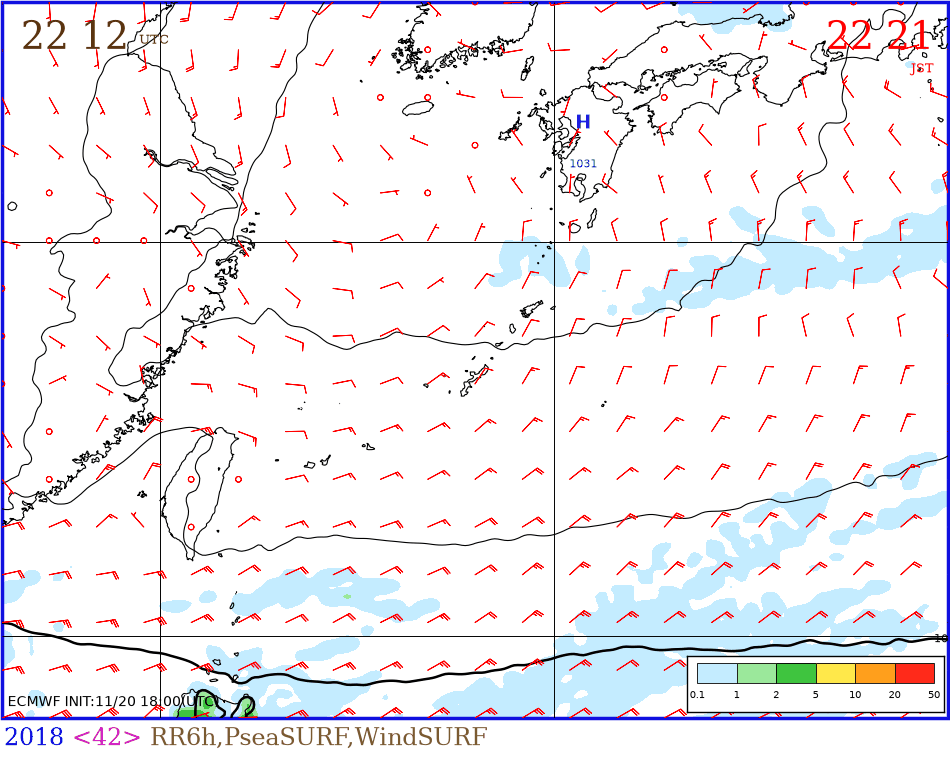 22 12 UTC
22 21
JST
H
1031
10
0.1 1 2 5 10 20 50
ECMWF INIT:11/20 18:00(UTC)
2018 <42> RR6h,PseaSURF,WindSURF